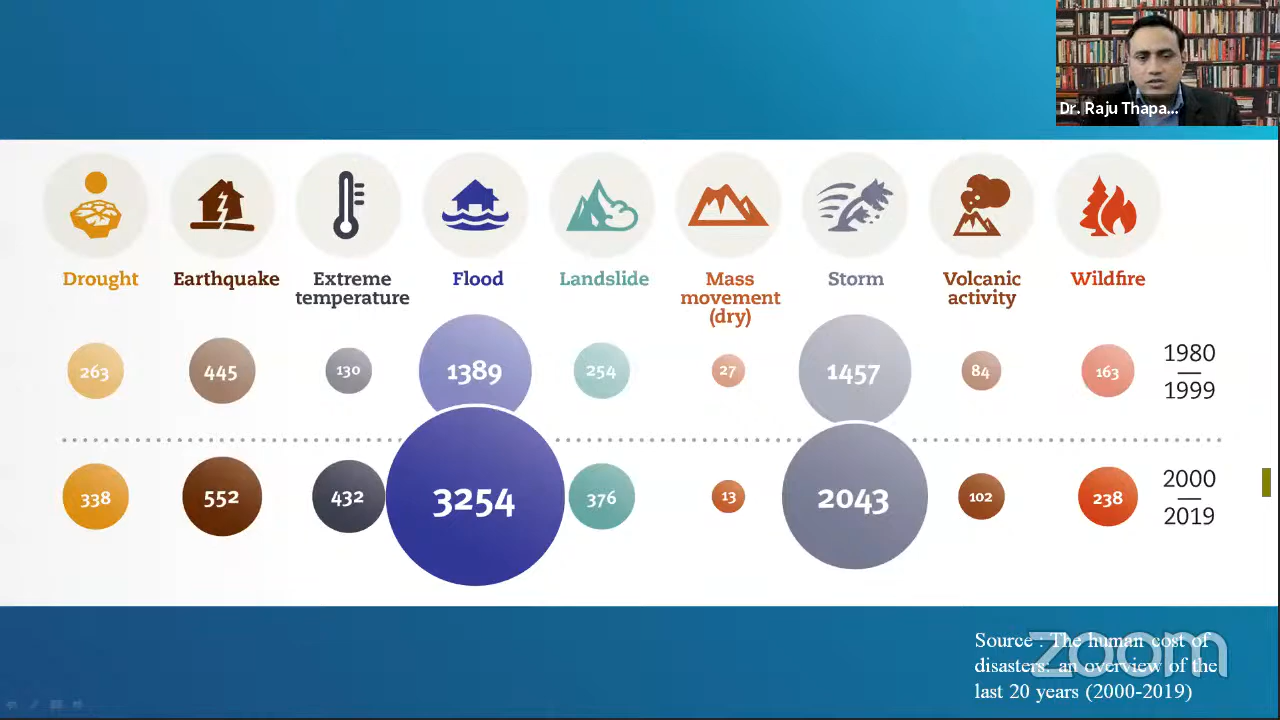 Dr. Raju Thapa...
Drought
Earthquake
Extreme
temperature
Flood
Landslide
Mass
movement
(dry)
Storm
Volcanic
activity
Wildfire
263
445
130
1389
254
27
1457
84
163
1980
—
1999
338
552
432
3254
376
13
2043
102
238
2000
—
2019
Source : The human cost of
disasters: an overview of the
last 20 years (2000-2019)
zoom